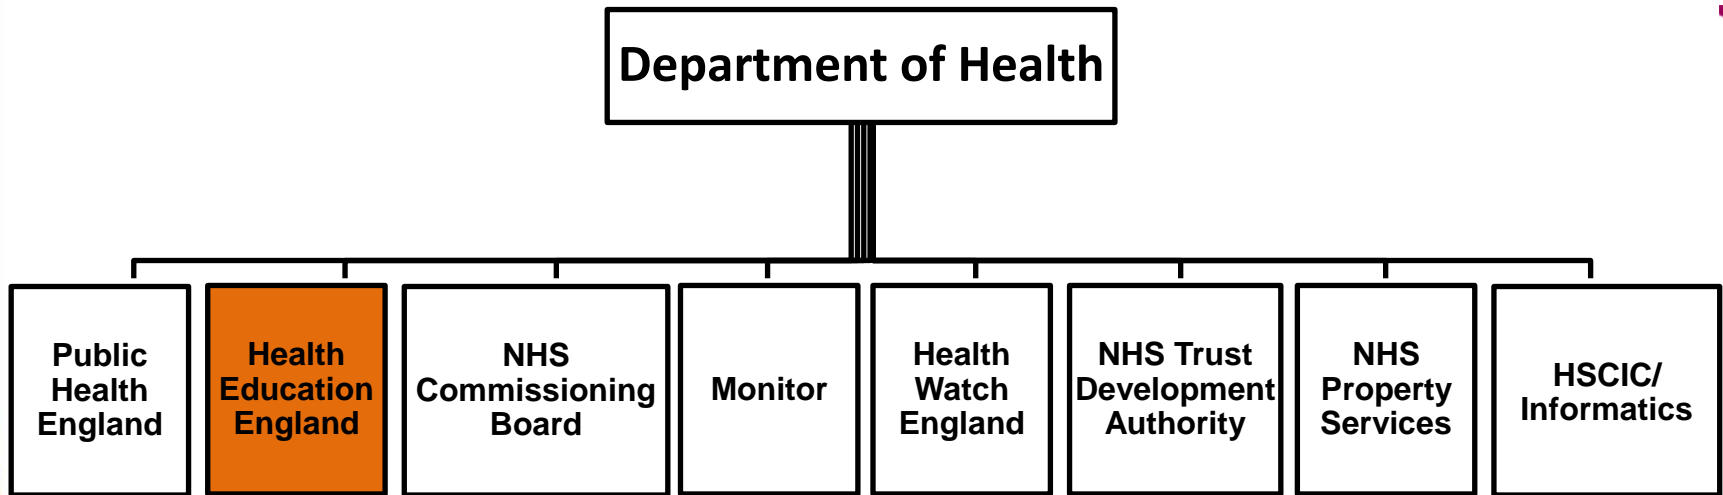 Department of Health
Public
Health
England
Health
Education
England
NHS
Commissioning
Board
Monitor
Health
Watch
England
NHS Trust
Development
Authority
NHS
Property
Services
HSCIC/
Informatics